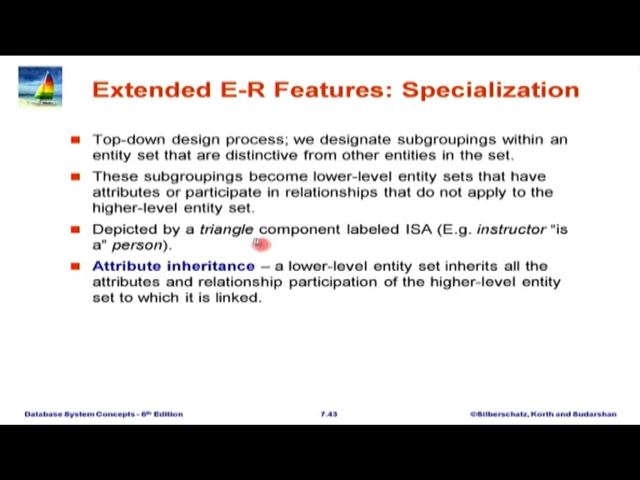 Extended E-R Features: Specialization
Top-down design process; we designate subgroupings within an
entity set that are distinctive from other entities in the set.
These subgroupings become lower-level entity sets that have
attributes or participate in relationships that do not apply to the
higher-level entity set.
Depicted by a triangle component labeled ISA (E.g. instructor “is
a” person).
Attribute inheritance – a lower-level entity set inherits all the
attributes and relationship participation of the higher-level entity
set to which it is linked.
Database System Concepts - 6th Edition
7.43
©Silberschatz, Korth and Sudarshan